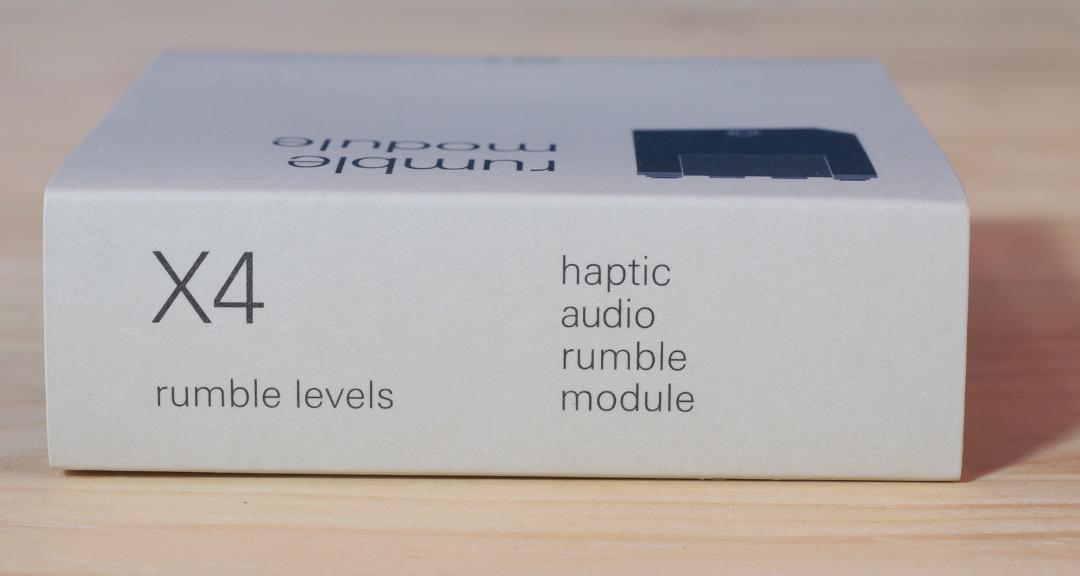 rumble
module
X4
rumble levels
haptic
audio
rumble
module